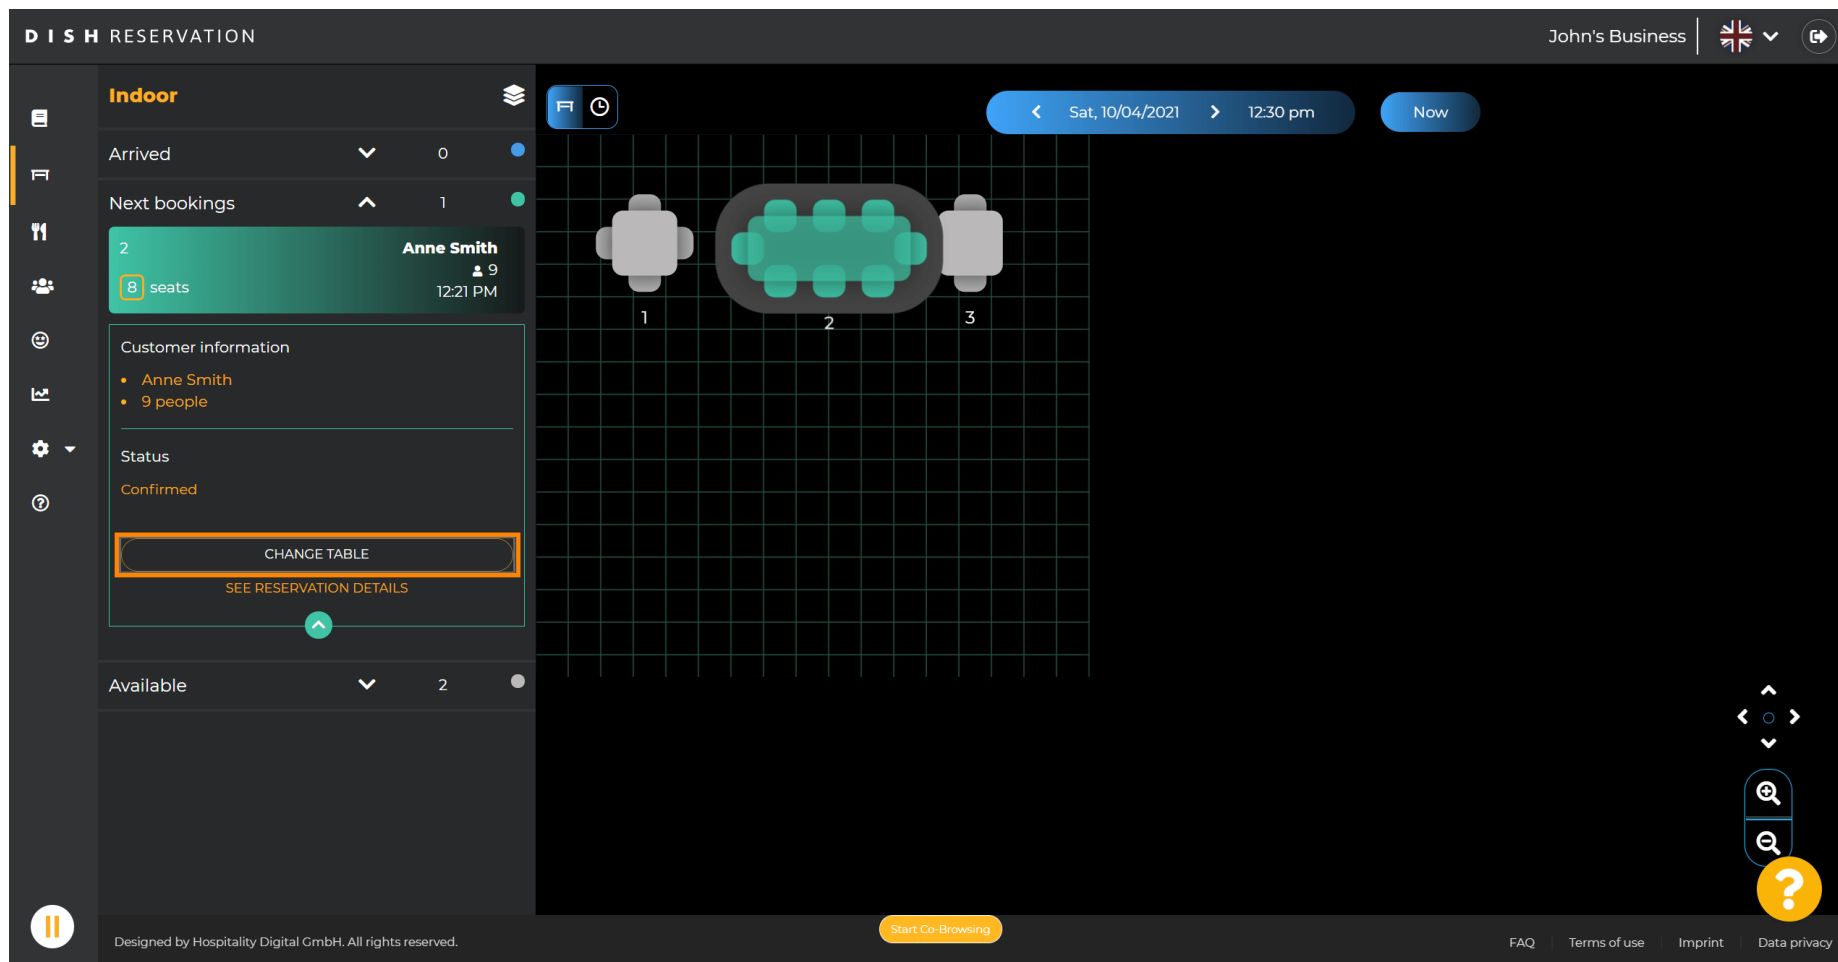 DISH RESERVATION
John's Business
Indoor
Arrived 0
Next bookings 1
2 Anne Smith
9
8 seats 12:21 PM
Customer information
• Anne Smith
• 9 people
Status
Confirmed
CHANGE TABLE
SEE RESERVATION DETAILS
Available 2
Sat, 10/04/2021 12:30 pm
Now
1
2
3
?
Designed by Hospitality Digital GmbH. All rights reserved.
Start Co-Browsing
FAQ
Terms of use
Imprint
Data privacy